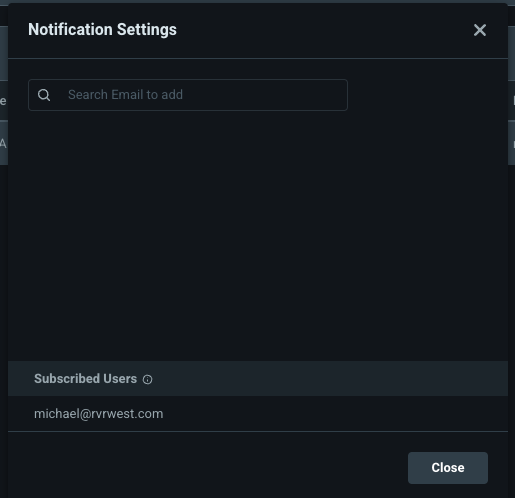 Notification Settings
Search Email to add
Subscribed Users
michael@rvrwest.com
Close